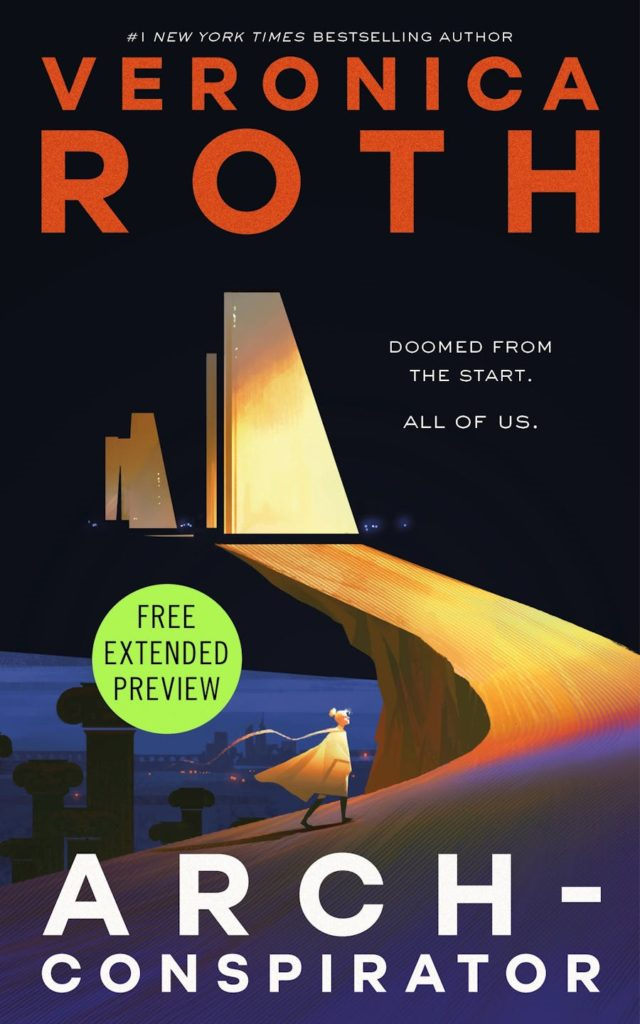 #1 NEW YORK TIMES BESTSELLING AUTHOR
VERONICA
ROTH
DOOMED FROM
THE START.
ALL OF US.
FREE
EXTENDED
PREVIEW
ARCH-
CONSPIRATOR